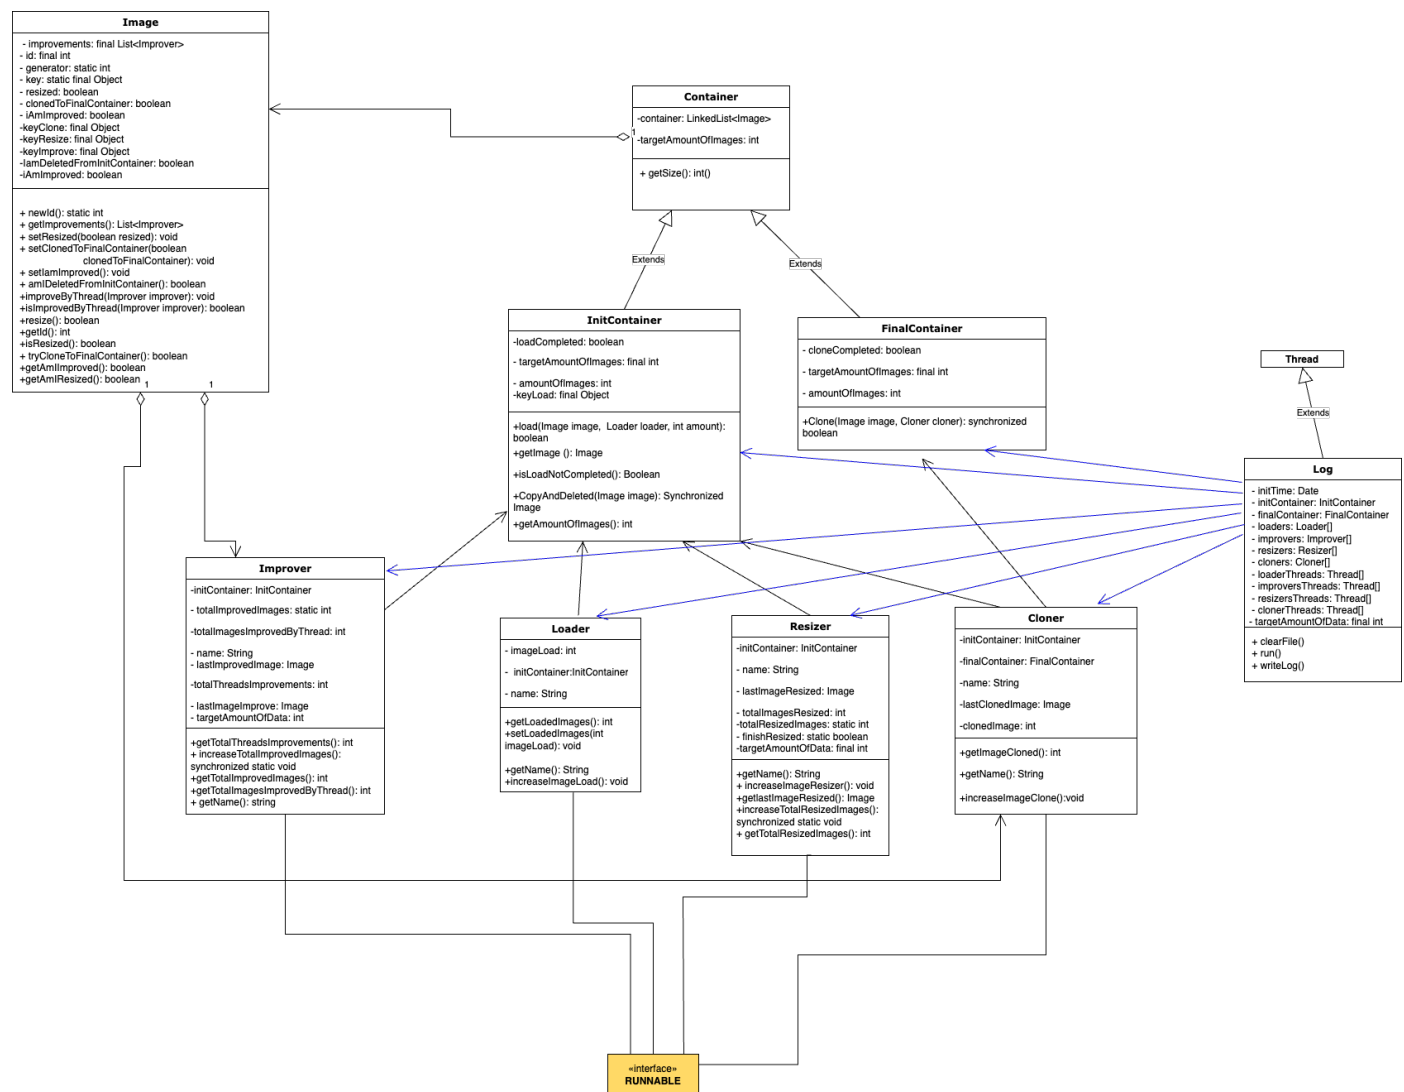 Image
- improvements: final List<Improver>
- id: final int
- generator: static int
- key: static final Object
- resized: boolean
- clonedToFinalContainer: boolean
- iAmImproved: boolean
-keyClone: final Object
-keyResize: final Object
-keyImprove: final Object
-IamDeletedFromInitContainer: boolean
-iAmImproved: boolean
+ newId(): static int
+ getImprovements(): List<Improver>
+ setResized(boolean resized): void
+ setClonedToFinalContainer(boolean
clonedToFinalContainer): void
+ setIamImproved(): void
+ amIDeletedFromInitContainer(): boolean
+improveByThread(Improver improver): void
+isImprovedByThread(Improver improver): boolean
+resize(): boolean
+getId(): int
+isResized(): boolean
+ tryCloneToFinalContainer(): boolean
+getAmIImproved(): boolean
+getAmIResized(): boolean
1
1
Container
-container: LinkedList<Image>
1
-targetAmountOfImages: int
+ getSize(): int()
Extends
Extends
InitContainer
-loadCompleted: boolean
- targetAmountOfImages: final int
- amountOfImages: int
-keyLoad: final Object
+load(Image image,  Loader loader, int amount):
boolean
+getImage (): Image
+isLoadNotCompleted(): Boolean
+CopyAndDeleted(Image image): Synchronized
Image
+getAmountOfImages(): int
FinalContainer
- cloneCompleted: boolean
- targetAmountOfImages: final int
- amountOfImages: int
+Clone(Image image, Cloner cloner): synchronized
boolean
Thread
Extends
Log
- initTime: Date
- initContainer: InitContainer
- finalContainer: FinalContainer
- loaders: Loader[]
- improvers: Improver[]
- resizers: Resizer[]
- cloners: Cloner[]
- loaderThreads: Thread[]
- improversThreads: Thread[]
- resizersThreads: Thread[]
- clonerThreads: Thread[]
- targetAmountOfData: final int
+ clearFile()
+ run()
+ writeLog()
Improver
-initContainer: InitContainer
- totalImprovedImages: static int
-totalImagesImprovedByThread: int
- name: String
- lastImprovedImage: Image
-totalThreadsImprovements: int
- lastImageImprove: Image
- targetAmountOfData: int
+getTotalThreadsImprovements(): int
+ increaseTotalImprovedImages():
synchronized static void
+getTotalImprovedImages(): int
+getTotalImagesImprovedByThread(): int
+ getName(): string
Loader
- imageLoad: int
-  initContainer:InitContainer
- name: String
+getLoadedImages(): int
+setLoadedImages(int
imageLoad): void
+getName(): String
+increaseImageLoad(): void
Resizer
-initContainer: InitContainer
- name: String
- lastImageResized: Image
- totalImagesResized: int
-totalResizedImages: static int
- finishResized: static boolean
-targetAmountOfData: final int
+getName(): String
+ increaseImageResizer(): void
+getlastImageResized(): Image
+increaseTotalResizedImages():
synchronized static void
+ getTotalResizedImages(): int
Cloner
-initContainer: InitContainer
-finalContainer: FinalContainer
-name: String
-lastClonedImage: Image
-clonedImage: int
+getImageCloned(): int
+getName(): String
+increaseImageClone():void
«interface»
RUNNABLE